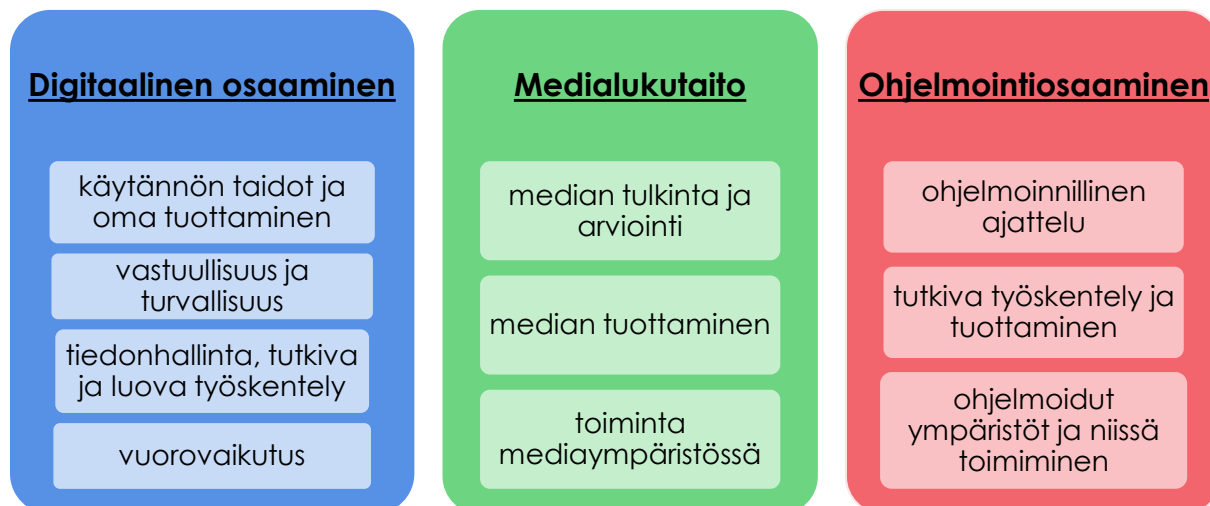 Digitaalinen osaaminen
käytännön taidot ja
oma tuottaminen
vastuullisuus ja
turvallisuus
tiedonhallinta, tutkiva
ja luova työskentely
vuorovaikutus
Medialukutaito
median tulkinta ja
arviointi
median tuottaminen
toiminta
mediaympäristössä
Ohjelmointiosaaminen
ohjelmoinnillinen
ajattelu
tutkiva työskentely ja
tuottaminen
ohjelmoidut
ympäristöt ja niissä
toimiminen